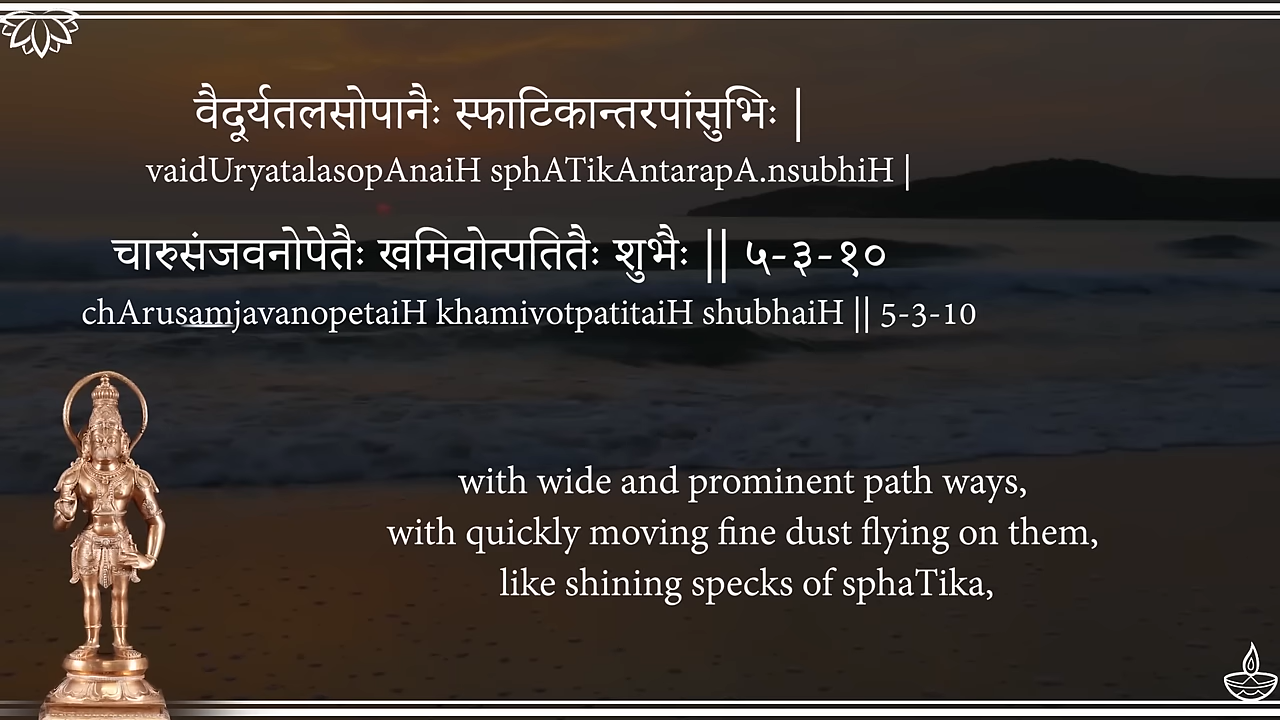 वैदूर्यतलसोपानैः स्फाटिकान्तरपांसुभिः |
vaidUryatalasopAnaiH sphATikAntarapA.nsubhiH |
चारुसंजवनोपेतैः खमिवोत्पतितैः शुभैः || ५-३-१०
chArusamjavanopetaiH khamivotpatitaiH shubhaiH || 5-3-10
with wide and prominent path ways,
with quickly moving fine dust flying on them,
like shining specks of sphaTika,